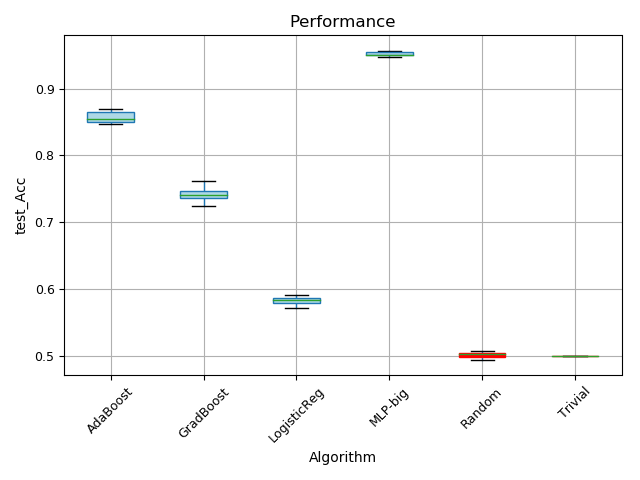 Performance
test_Acc
0.9
0.8
0.7
0.6
0.5
AdaBoost
GradBoost
LogisticReg
MLP-big
Random
Trivial
Algorithm